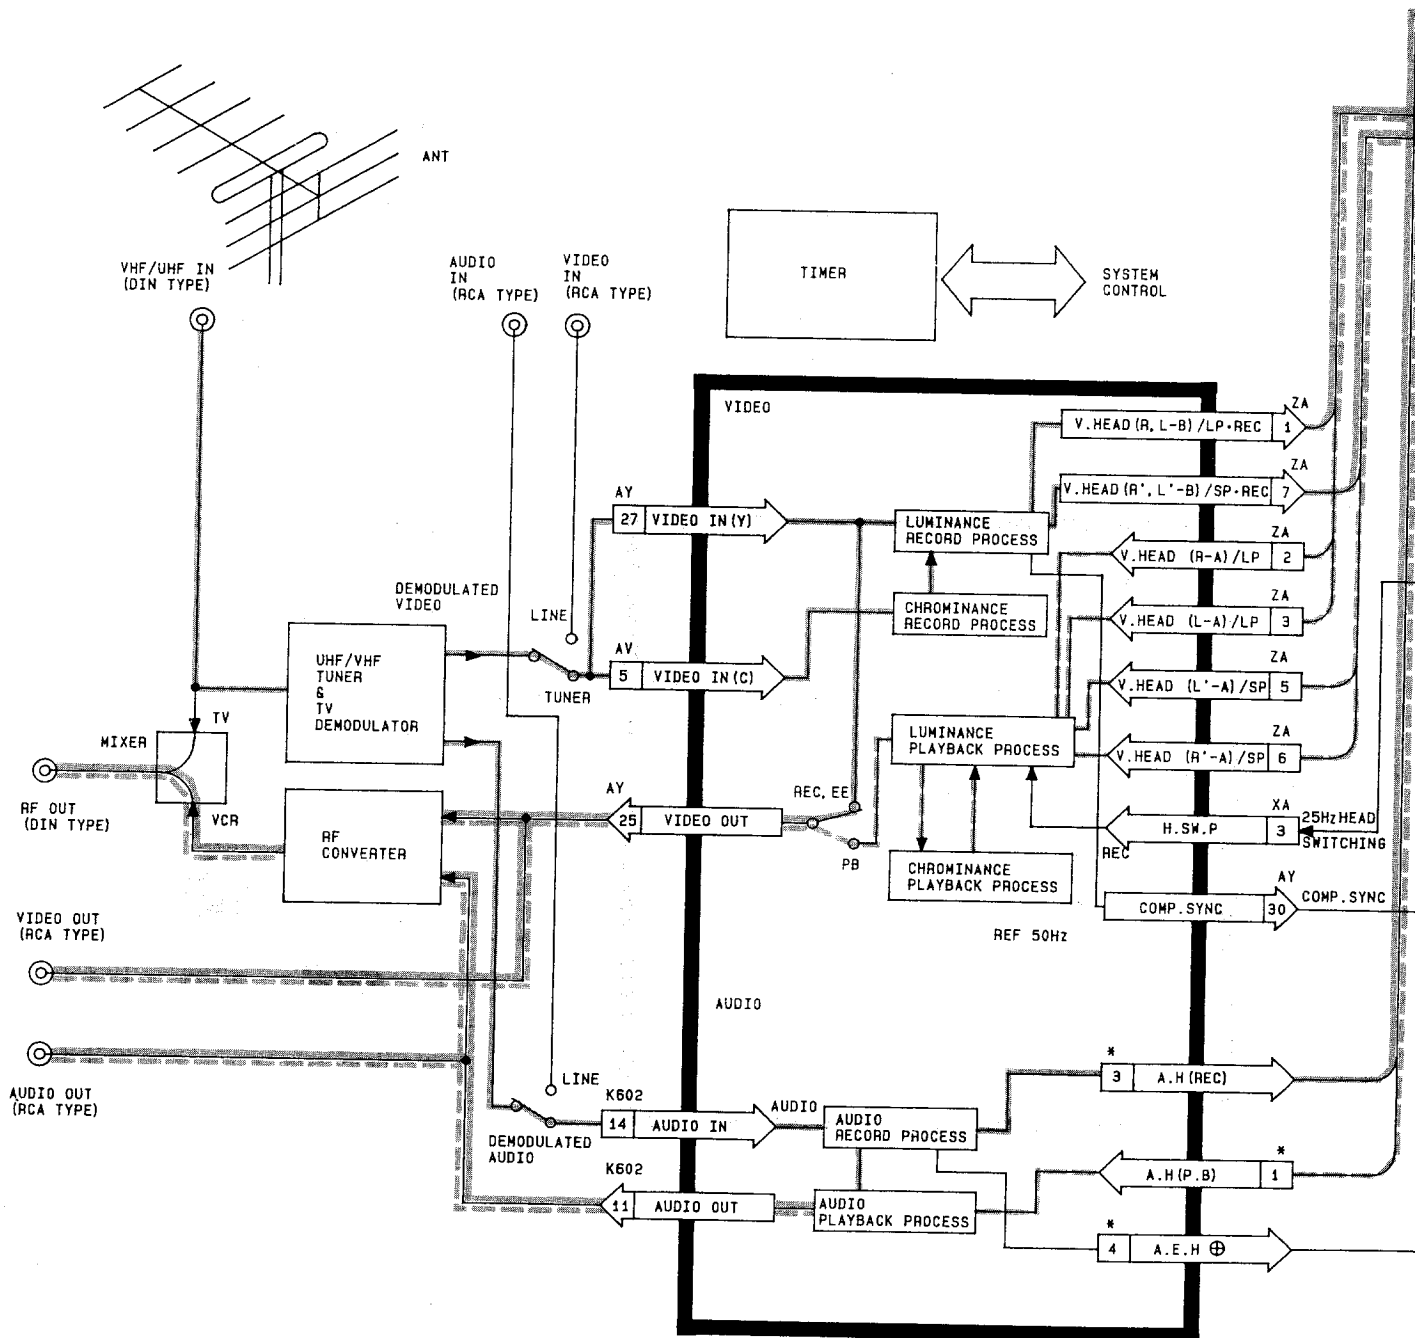 ANT
VHF/UHF IN
(DIN TYPE)
AUDIO
IN
(RCA TYPE)
VIDEO
IN
(RCA TYPE)
TIMER
SYSTEM
CONTROL
VIDEO
ZA
V.HEAD(R,L-B)/LP·REC 1
ZA
V.HEAD(R',L'-B)/SP·REC 7
AY
27 VIDEO IN(Y)
LUMINANCE
RECORD PROCESS
ZA
V.HEAD (R-A)/LP 2
DEMODULATED
VIDEO
LINE
CHROMINANCE
RECORD PROCESS
ZA
V.HEAD (L-A)/LP 3
UHF/VHF
TUNER
&
TV
DEMODULATOR
AV
5 VIDEO IN(C)
TUNER
ZA
V.HEAD (L'-A)/SP 5
TV
MIXER
LUMINANCE
PLAYBACK PROCESS
ZA
V.HEAD (R'-A)/SP 6
RF OUT
(DIN TYPE)
VCR
RF
CONVERTER
AY
25 VIDEO OUT
REC,EE
PB
XA
H.SW.P 3
25Hz HEAD
SWITCHING
REC
CHROMINANCE
PLAYBACK PROCESS
AY
COMP.SYNC 30
COMP.SYNC
REF 50Hz
VIDEO OUT
(RCA TYPE)
AUDIO
AUDIO OUT
(RCA TYPE)
LINE
*
3 A.H(REC)
K602
14 AUDIO IN
AUDIO
AUDIO
RECORD PROCESS
DEMODULATED
AUDIO
K602
11 AUDIO OUT
AUDIO
PLAYBACK PROCESS
*
A.H(P.B) 1
*
4 A.E.H ⊕